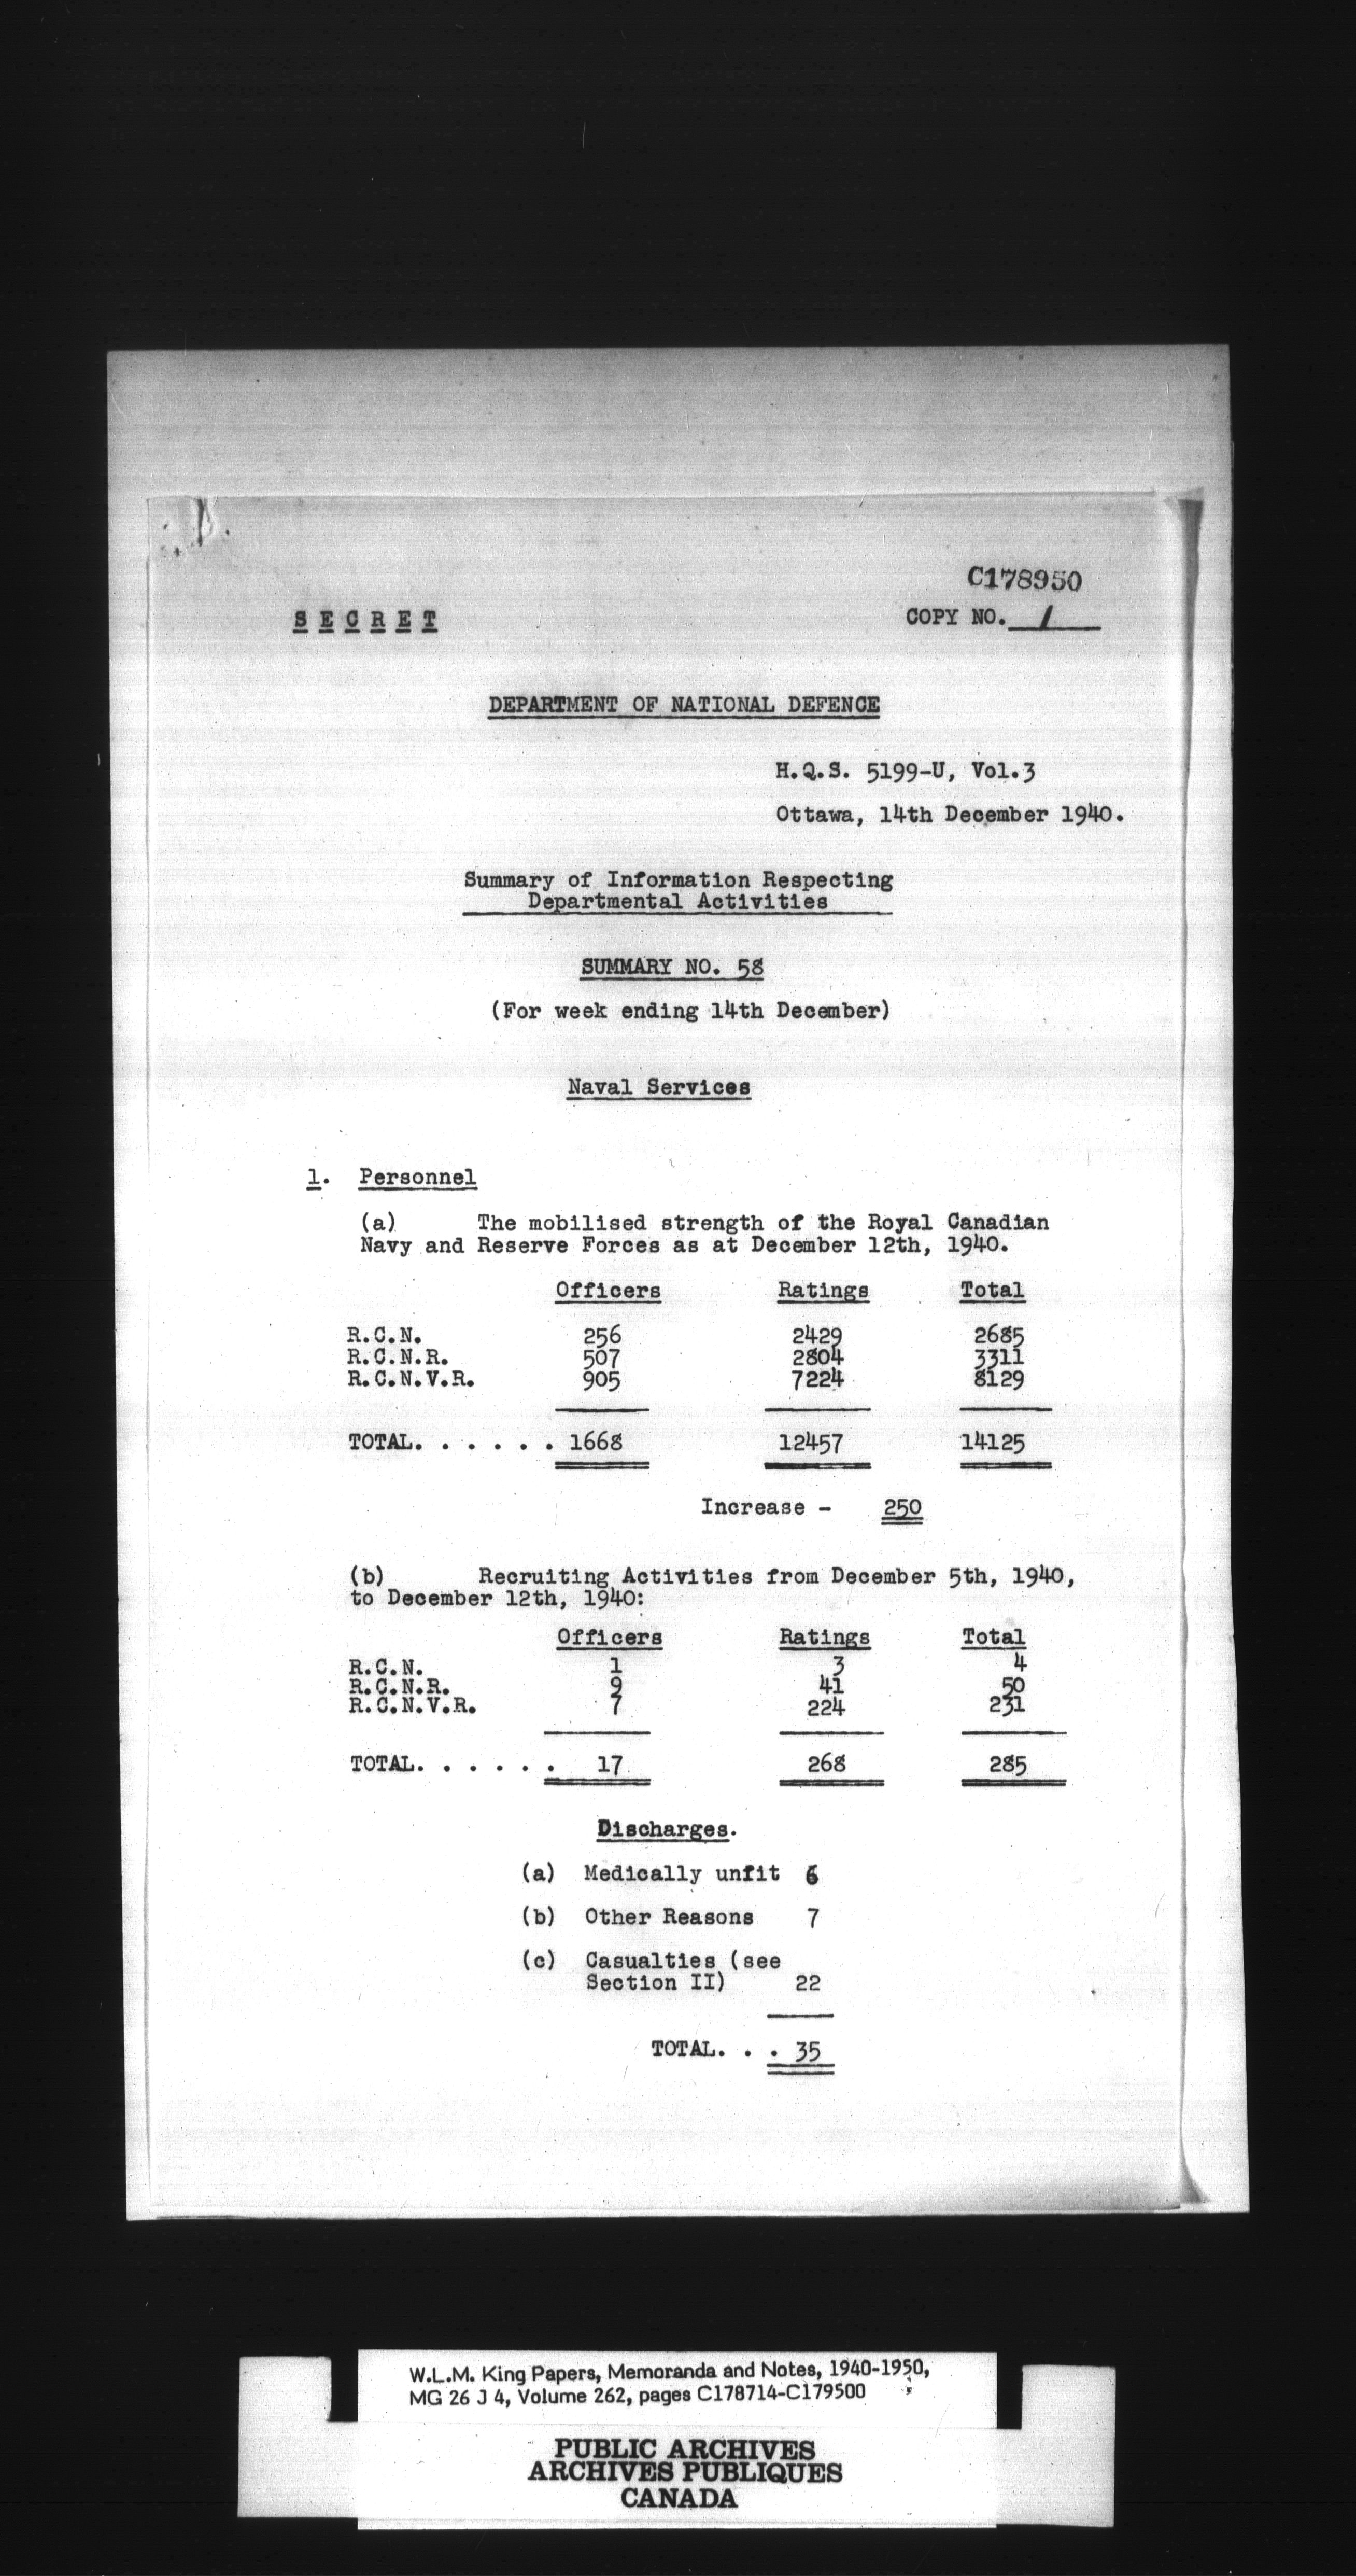 C178950
SECRET COPY NO. 1
DEPARTMENT OF NATIONAL DEFENCE
H.Q.S. 5199-U, Vol.3
Ottawa, 14th December 1940.
Summary of Information Respecting
Departmental Activities
SUMMARY NO. 58
(For week ending 14th December)
Naval Services
1. Personnel
(a) The mobilised strength of the Royal Canadian
Navy and Reserve Forces as at December 12th, 1940.
Officers Ratings Total
R.C.N. 256 2429 2685
R.C.N.R. 507 2804 3311
R.C.N.V.R. 905 7224 8129
TOTAL. . . . . . 1668 12457 14125
Increase - 250
(b) Recruiting Activities from December 5th, 1940,
to December 12th, 1940:
Officers Ratings Total
R.C.N. 1 3 4
R.C.N.R. 9 41 50
R.C.N.V.R. 7 224 231
TOTAL. . . . . . 17 268 285
Discharges.
(a) Medically unfit 6
(b) Other Reasons 7
(c) Casualties (see
Section II) 22
TOTAL. . . 35
W.L.M. King Papers, Memoranda and Notes, 1940-1950,
MG 26 J 4, Volume 262, pages C178714-C179500
PUBLIC ARCHIVES
ARCHIVES PUBLIQUES
CANADA